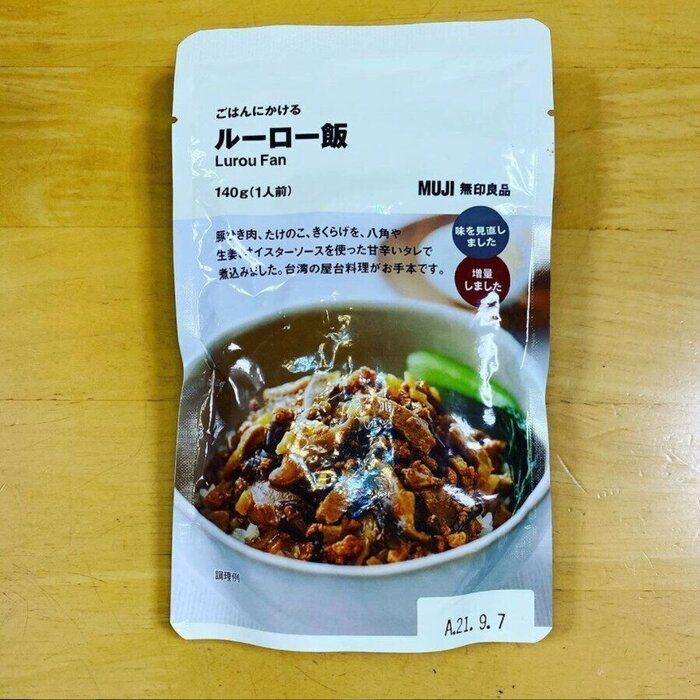 ごはんにかける
ルーロー飯
Lurou Fan
140g(1人前)
MUJI 無印良品
豚ひき肉、たけのこ、きくらげを、八角や
生姜、オイスターソースを使った甘辛いタレで
煮込みました。台湾の屋台料理がお手本です。
味を見直し
ました
増量
しました
調理例
A.21. 9. 7